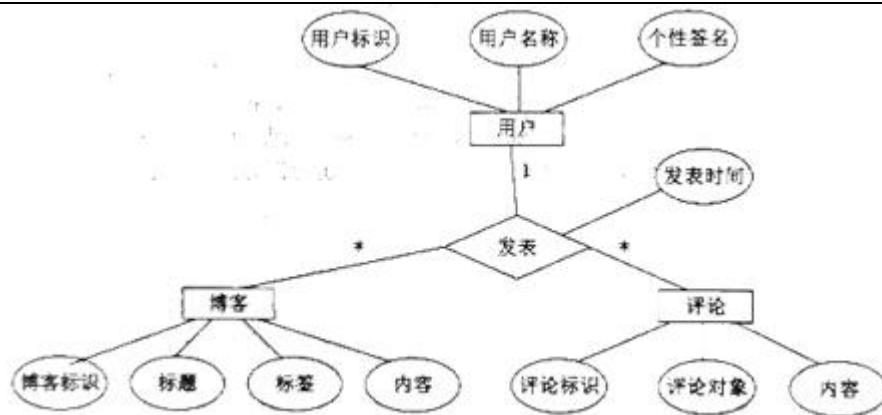 用户标识 用户名称 个性签名
用户
1
发表时间
发表
* *
博客 评论
博客标识 标题 标签 内容 评论标识 评论对象 内容